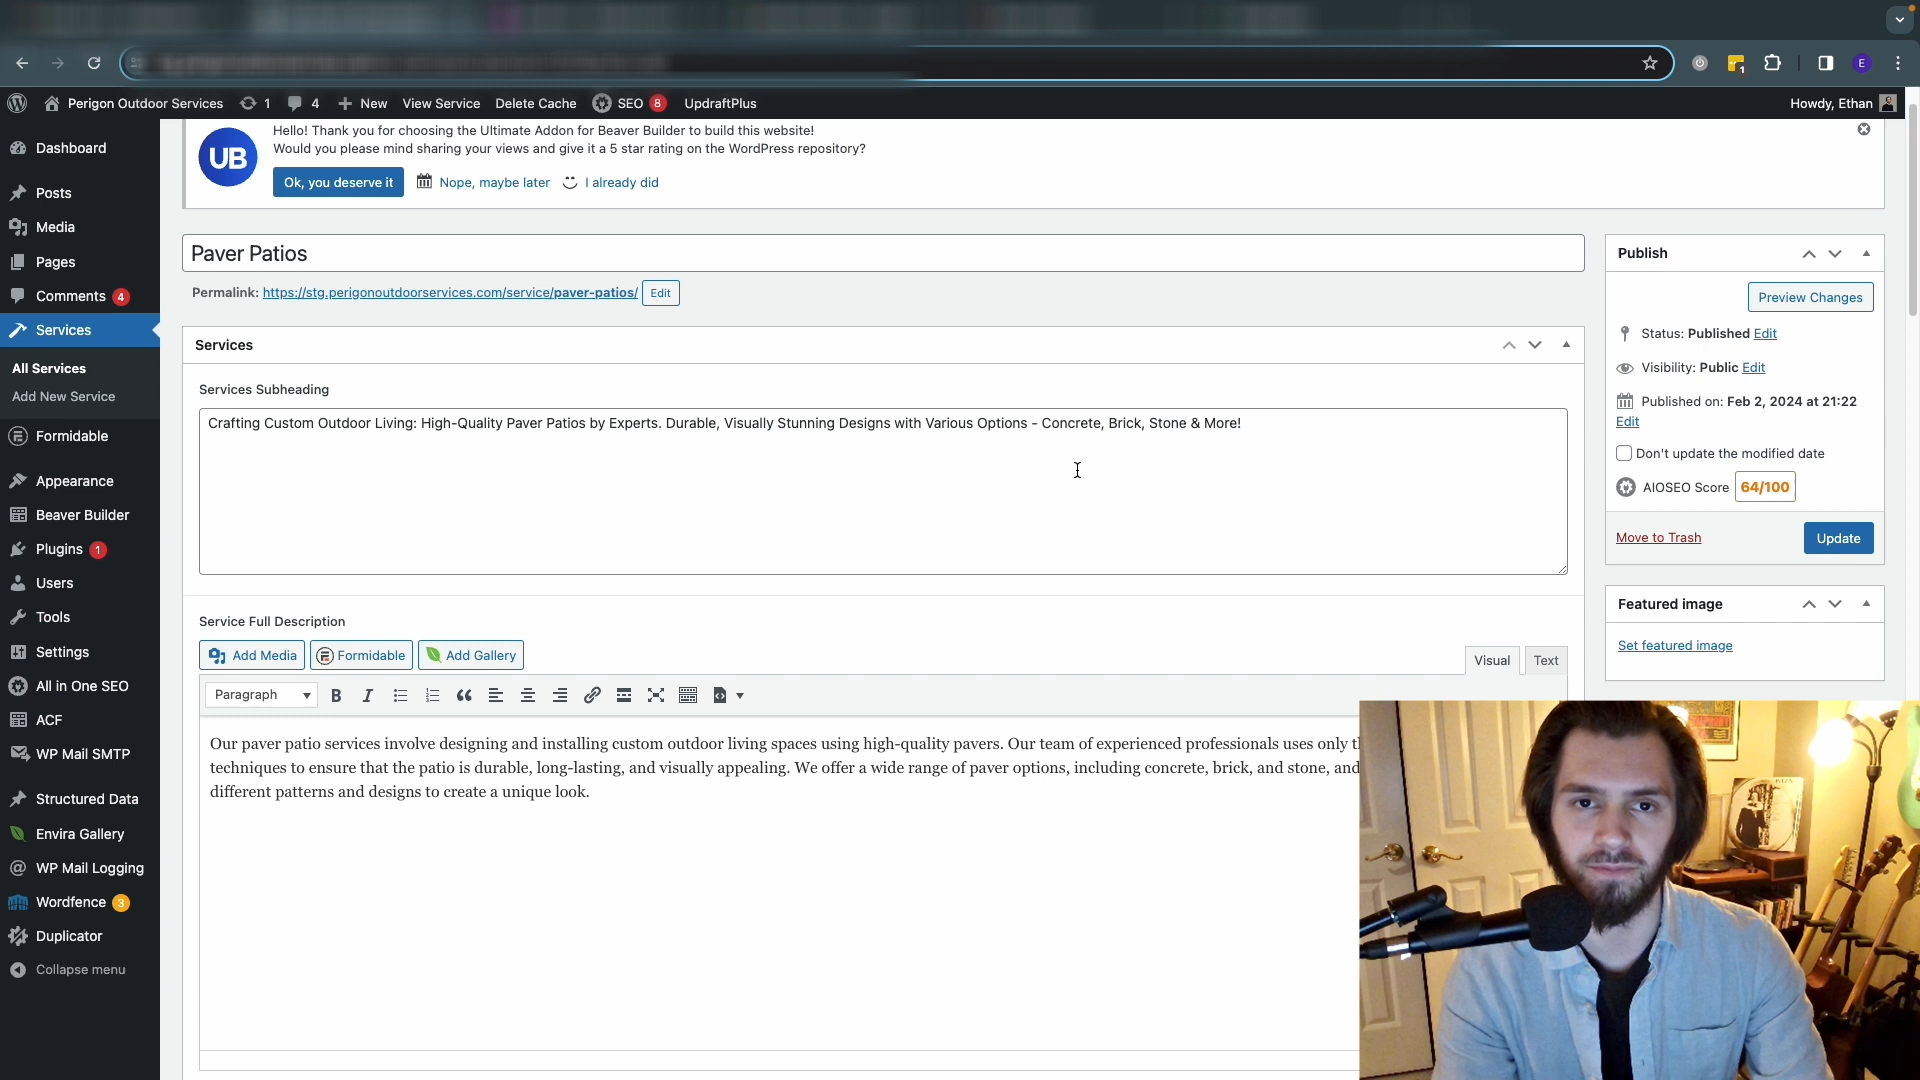 Perigon Outdoor Services
1
4
New
View Service
Delete Cache
SEO 8
UpdraftPlus
Howdy, Ethan
E
1
Dashboard
Posts
Media
Pages
Comments 4
Services
All Services
Add New Service
Formidable
Appearance
Beaver Builder
Plugins 1
Users
Tools
Settings
All in One SEO
ACF
WP Mail SMTP
Structured Data
Envira Gallery
WP Mail Logging
Wordfence 3
Duplicator
Collapse menu
UB
Hello! Thank you for choosing the Ultimate Addon for Beaver Builder to build this website!
Would you please mind sharing your views and give it a 5 star rating on the WordPress repository?
Ok, you deserve it
Nope, maybe later
I already did
Paver Patios
Permalink: https://stg.perigonoutdoorservices.com/service/paver-patios/ Edit
Services
Services Subheading
Crafting Custom Outdoor Living: High-Quality Paver Patios by Experts. Durable, Visually Stunning Designs with Various Options - Concrete, Brick, Stone & More!
Service Full Description
Add Media
Formidable
Add Gallery
Visual
Text
Paragraph
B
I
Our paver patio services involve designing and installing custom outdoor living spaces using high-quality pavers. Our team of experienced professionals uses only
techniques to ensure that the patio is durable, long-lasting, and visually appealing. We offer a wide range of paver options, including concrete, brick, and stone, and
different patterns and designs to create a unique look.
Publish
Preview Changes
Status: Published Edit
Visibility: Public Edit
Published on: Feb 2, 2024 at 21:22
Edit
Don't update the modified date
AIOSEO Score 64/100
Move to Trash
Update
Featured image
Set featured image